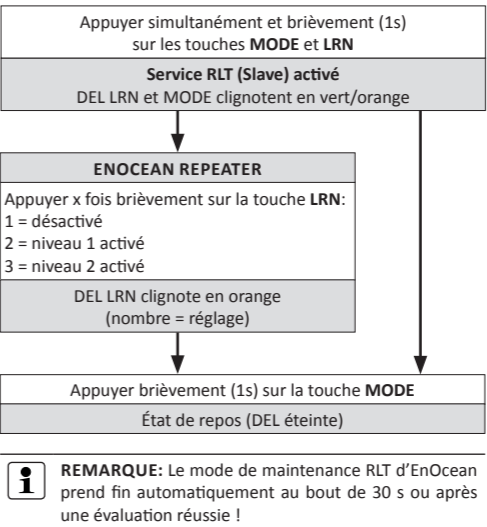 Appuyer simultanément et brièvement (1s)
sur les touches MODE et LRN
Service RLT (Slave) activé
DEL LRN et MODE clignotent en vert/orange
ENOCEAN REPEATER
Appuyer x fois brièvement sur la touche LRN:
1 = désactivé
2 = niveau 1 activé
3 = niveau 2 activé
DEL LRN clignote en orange
(nombre = réglage)
Appuyer brièvement (1s) sur la touche MODE
État de repos (DEL éteinte)
REMARQUE: Le mode de maintenance RLT d’EnOcean
prend fin automatiquement au bout de 30 s ou après
une évaluation réussie !